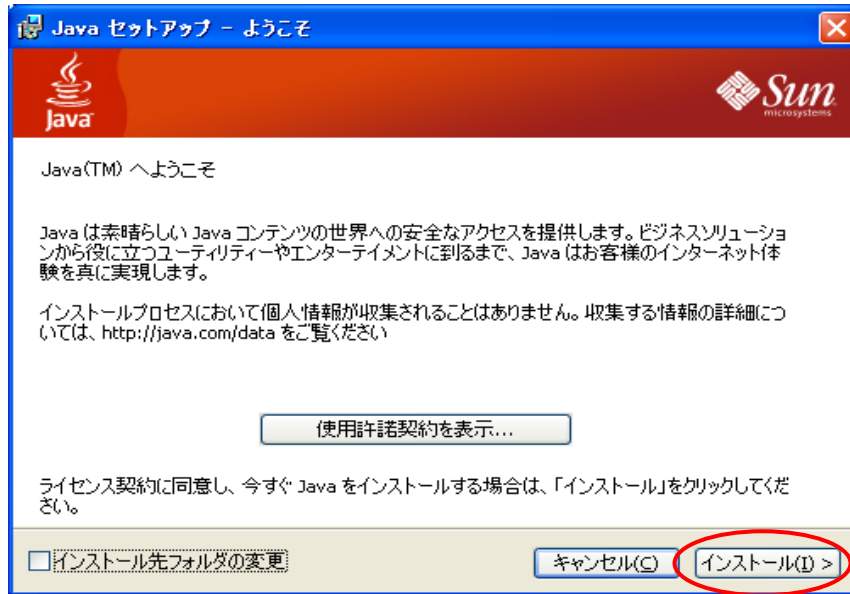 Java セットアップ - ようこそ
Java
Sun
microsystems
Java(TM) へようこそ
Java は素晴らしい Java コンテンツの世界への安全なアクセスを提供します。ビジネスソリューショ
ンから役に立つユーティリティーやエンターテイメントに到るまで、Java はお客様のインターネット体
験を真に実現します。
インストールプロセスにおいて個人情報が収集されることはありません。収集する情報の詳細につ
いては、http://java.com/data をご覧ください
使用許諾契約を表示...
ライセンス契約に同意し、今すぐ Java をインストールする場合は、「インストール」をクリックしてくだ
さい。
インストール先フォルダの変更
キャンセル(C)
インストール(I) >